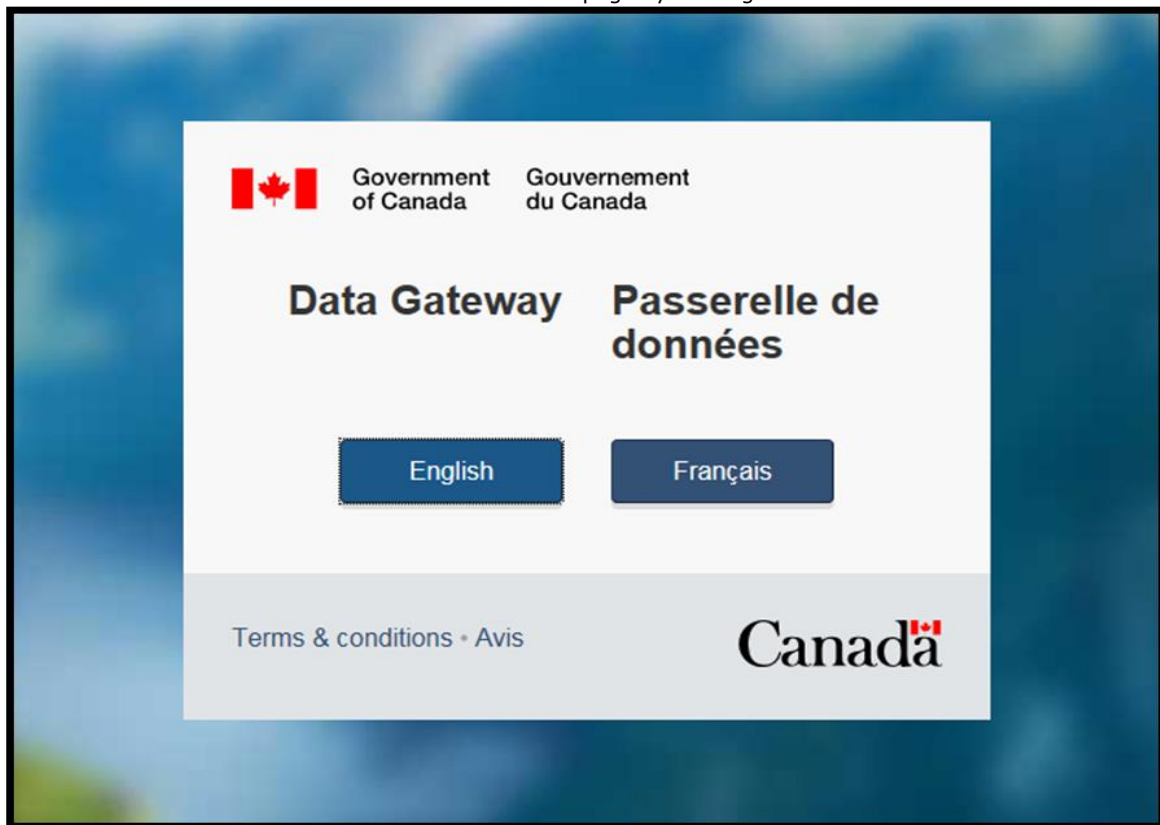 Government
of Canada
Gouvernement
du Canada
Data Gateway
Passerelle de
données
English
Français
Terms & conditions • Avis
Canada